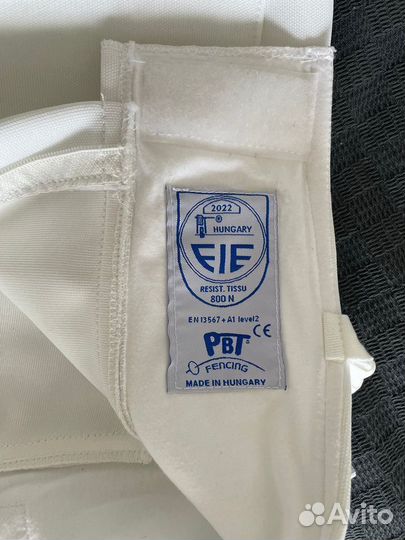 2022
HUNGARY
FIE
RESIST. TISSU
800 N
EN 13567 + A1 level2
CE
PBT
FENCING
MADE IN HUNGARY
Avito